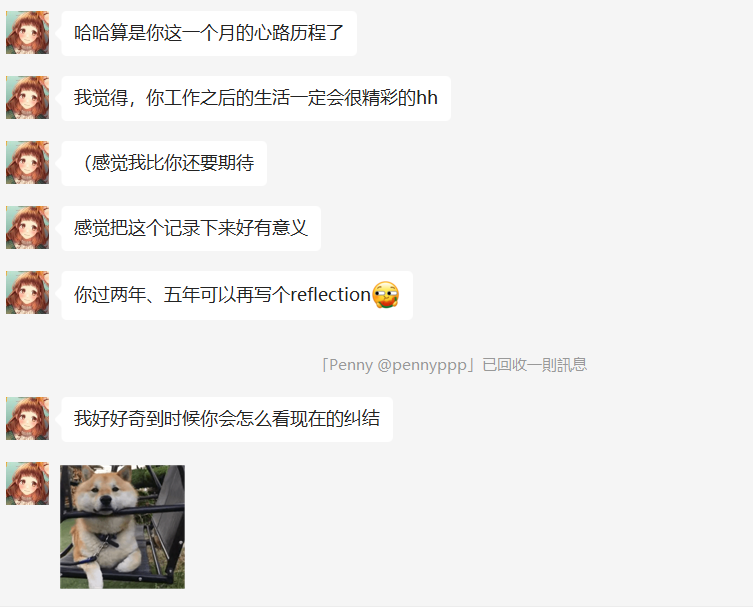 哈哈算是你这一个月的心路历程了
我觉得，你工作之后的生活一定会很精彩的hh
（感觉我比你还要期待
感觉把这个记录下来好有意义
你过两年、五年可以再写个reflection
「Penny @pennyppp」已回收一則訊息
我好好奇到时候你会怎么看现在的纠结